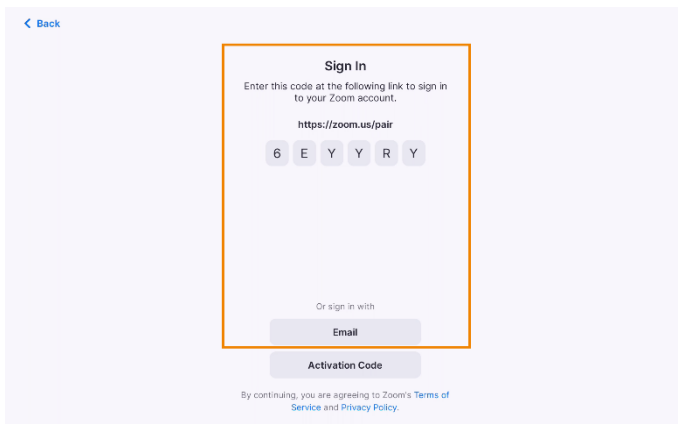 Back
Sign In
Enter this code at the following link to sign in
to your Zoom account.
https://zoom.us/pair
6 E Y Y R Y
Or sign in with
Email
Activation Code
By continuing, you are agreeing to Zoom's Terms of
Service and Privacy Policy.